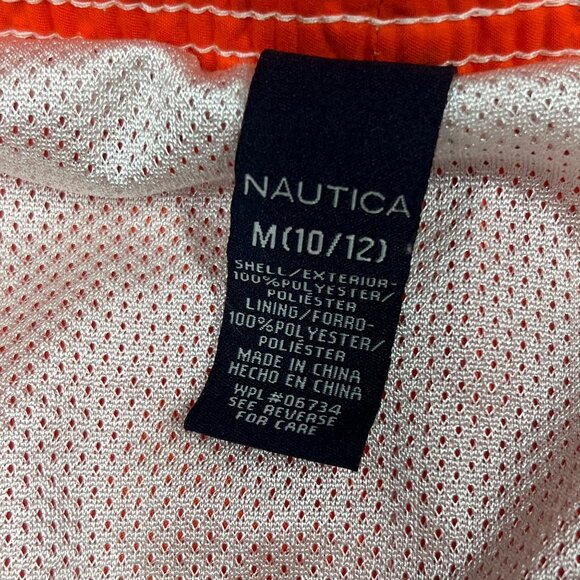 NAUTICA
M(10/12)
SHELL/EXTERIOR-
100%POLYESTER/
POLIÉSTER
LINING/FORRO-
100%POLYESTER/
POLIÉSTER
MADE IN CHINA
HECHO EN CHINA
WPL #06734
SEE REVERSE
FOR CARE